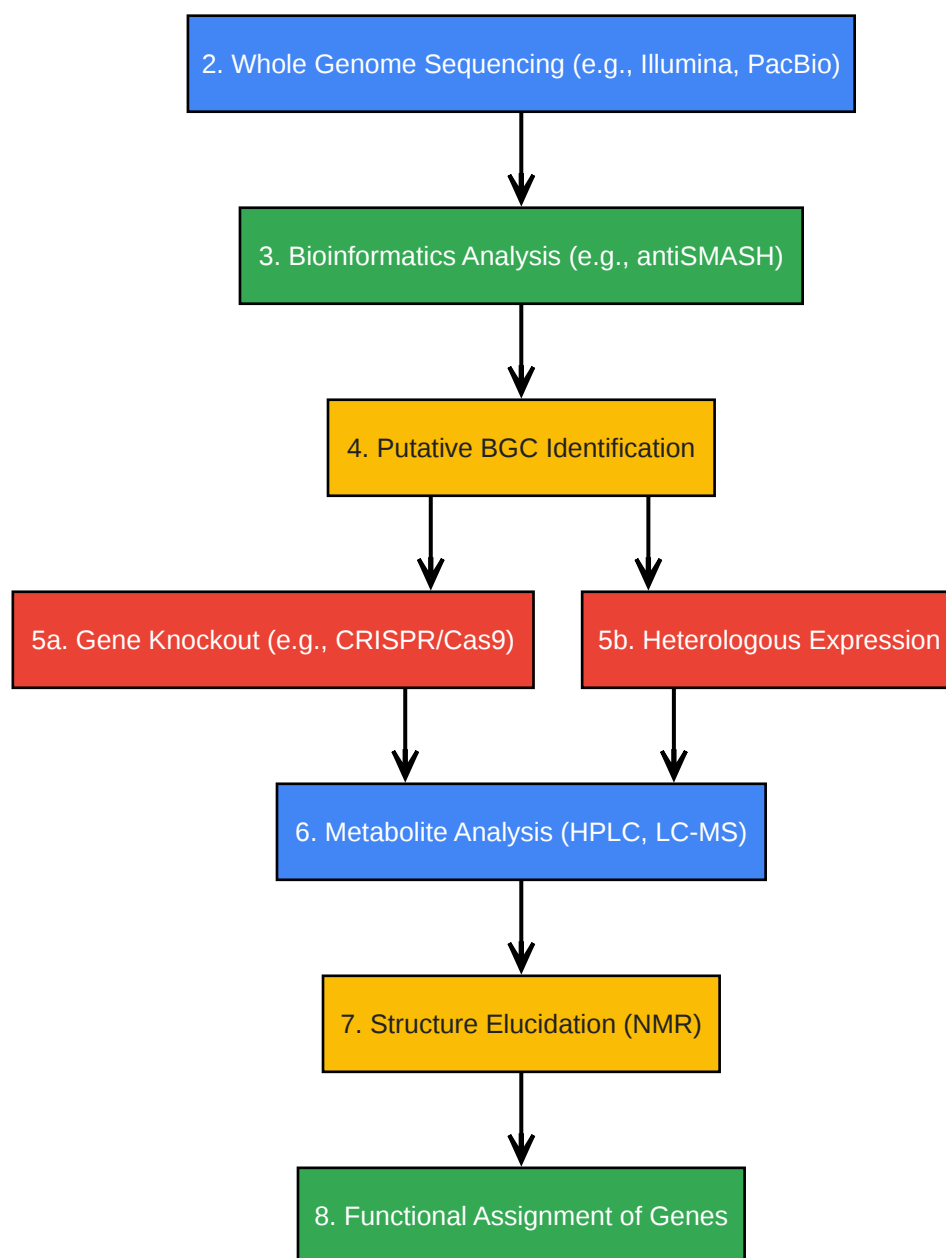 2. Whole Genome Sequencing (e.g., Illumina, PacBio)
3. Bioinformatics Analysis (e.g., antiSMASH)
4. Putative BGC Identification
5a. Gene Knockout (e.g., CRISPR/Cas9)
5b. Heterologous Expression
6. Metabolite Analysis (HPLC, LC-MS)
7. Structure Elucidation (NMR)
8. Functional Assignment of Genes